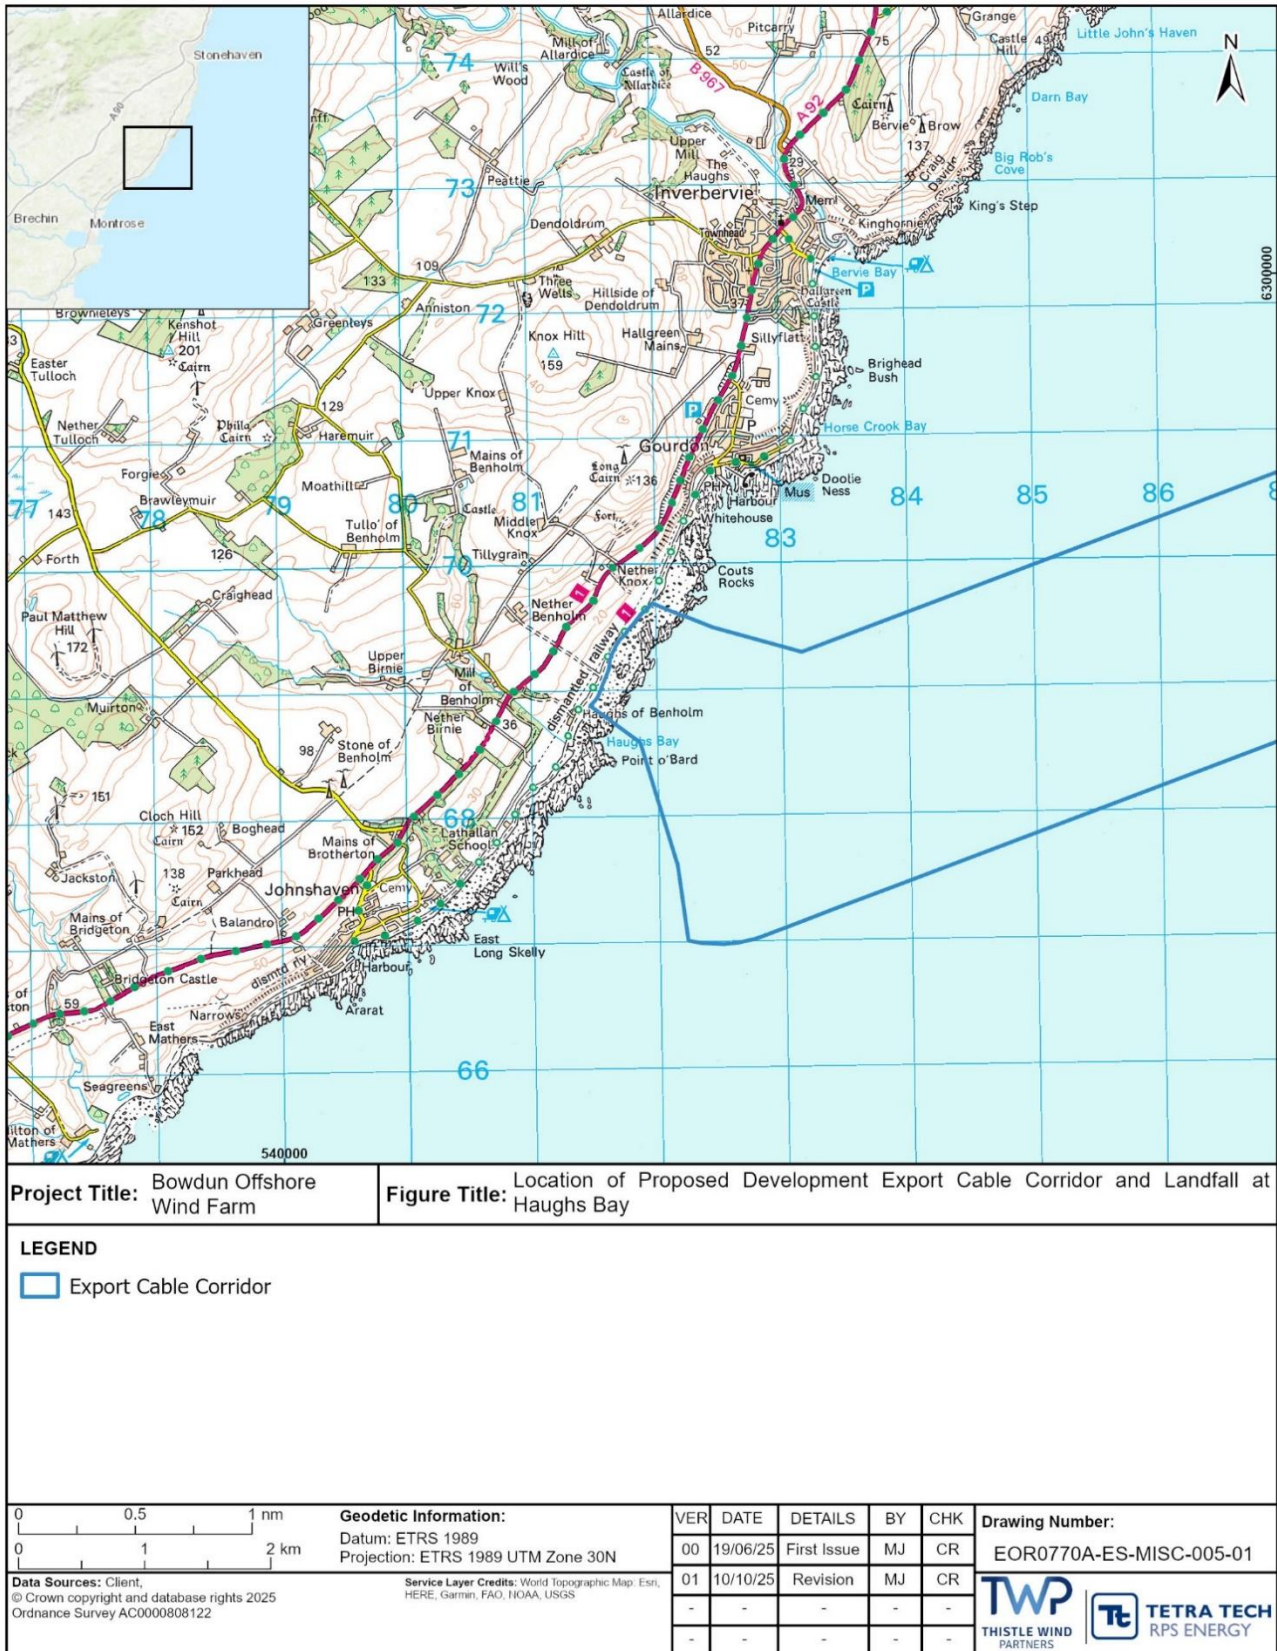 Stonehaven
A90
Brechin
Montrose
Allardice
Pitcarry
Grange
Castle
Hill
49
Little John's Haven
N
74
Mill of
Allardice
52
70
50
75
Will's
Wood
Castle of
Allardice
B 967
A92
Cairn
Darn Bay
Bervie Brow
137
Upper
Mill
The
Haughs
29
Craig
David
Big Rob's
Cove
73
Peattie
Inverbervie
Meml
King's Step
Kinghornie
Dendoldrum
Townhead
6300000
109
133
Three
Wells
Bervie Bay
P
Hillside of
Dendoldrum
Hallgreen
Castle
37
Anniston
72
Brownieleys
Kenshot
Hill
201
Cairn
Greenleys
Knox Hill
159
Hallgreen
Mains
Sillyflatt
Easter
Tulloch
140
Brighead
Bush
Upper Knox
Cemy
129
P
P
Nether
Tulloch
Philla
Cairn
Haremuir
71
Mains of
Benholm
Horse Crook Bay
Gourdon
Forgie
Moathill
Long
Cairn
136
Doolie
Ness
77
Brawleymuir
79
80
81
PH
Harbour
Mus
84
85
86
8
143
78
Castle
Middle
Knox
Fort
Whitehouse
83
Tullo' of
Benholm
126
Forth
Tillygrain
70
Nether
Knox
Couts
Rocks
Craighead
60
1
1
20
Paul Matthew
Hill
172
Nether
Benholm
dismantled railway
Upper
Birnie
Mill
of
Benholm
Muirton
Haughs of Benholm
Nether
Birnie
36
Haughs Bay
98
Stone of
Benholm
Point o'Bard
151
30
Cloch Hill
152
Cairn
Boghead
68
Lathallan
School
Mains of
Brotherton
Jackston
138
Cairn
Parkhead
Johnshaven
Cemy
Mains of
Bridgeton
Balandro
PH
East
Long Skelly
50
Bridgeton Castle
dismtd rly
Harbour
59
Narrows
Ararat
East
Mathers
66
Seagreens
Milton of
Mathers
540000
Project Title: Bowdun Offshore
Wind Farm
Figure Title: Location of Proposed Development Export Cable Corridor and Landfall at
Haughs Bay
LEGEND
Export Cable Corridor
0 0.5 1 nm
0 1 2 km
Geodetic Information:
Datum: ETRS 1989
Projection: ETRS 1989 UTM Zone 30N
Data Sources: Client,
© Crown copyright and database rights 2025
Ordnance Survey AC0000808122
Service Layer Credits: World Topographic Map: Esri,
HERE, Garmin, FAO, NOAA, USGS
VER DATE DETAILS BY CHK
00 19/06/25 First Issue MJ CR
01 10/10/25 Revision MJ CR
- - - - -
- - - - -
Drawing Number:
EOR0770A-ES-MISC-005-01
TWP
THISTLE WIND
PARTNERS
Tt
TETRA TECH
RPS ENERGY